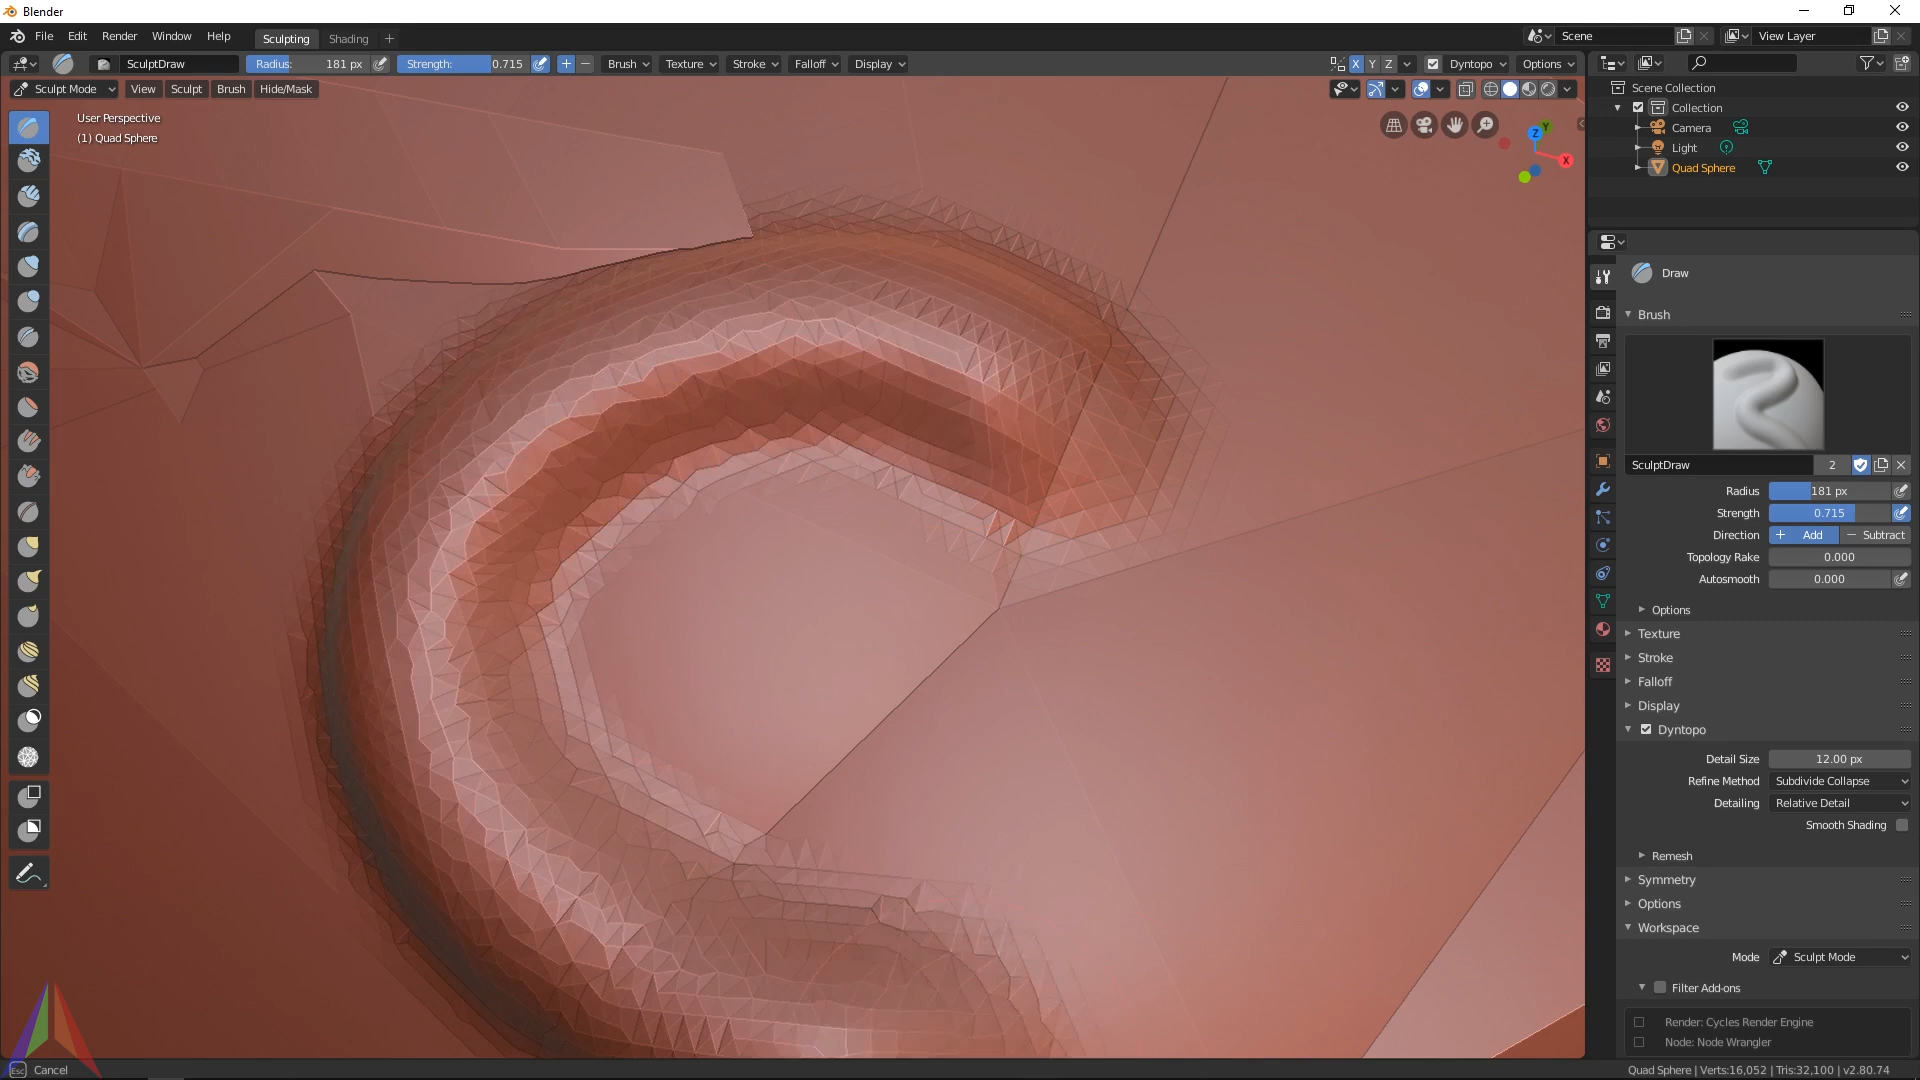 Blender
File Edit Render Window Help Sculpting Shading + Scene View Layer
SculptDraw Radius: 181 px Strength: 0.715 Brush Texture Stroke Falloff Display X Y Z Dyntopo Options
Sculpt Mode View Sculpt Brush Hide/Mask
User Perspective
(1) Quad Sphere
Z Y X
Scene Collection
Collection
Camera
Light
Quad Sphere
Draw
Brush
SculptDraw 2
Radius 181 px
Strength 0.715
Direction + Add − Subtract
Topology Rake 0.000
Autosmooth 0.000
Options
Texture
Stroke
Falloff
Display
Dyntopo
Detail Size 12.00 px
Refine Method Subdivide Collapse
Detailing Relative Detail
Smooth Shading
Remesh
Symmetry
Options
Workspace
Mode Sculpt Mode
Filter Add-ons
Render: Cycles Render Engine
Node: Node Wrangler
Esc Cancel
Quad Sphere | Verts:16,052 | Tris:32,100 | v2.80.74